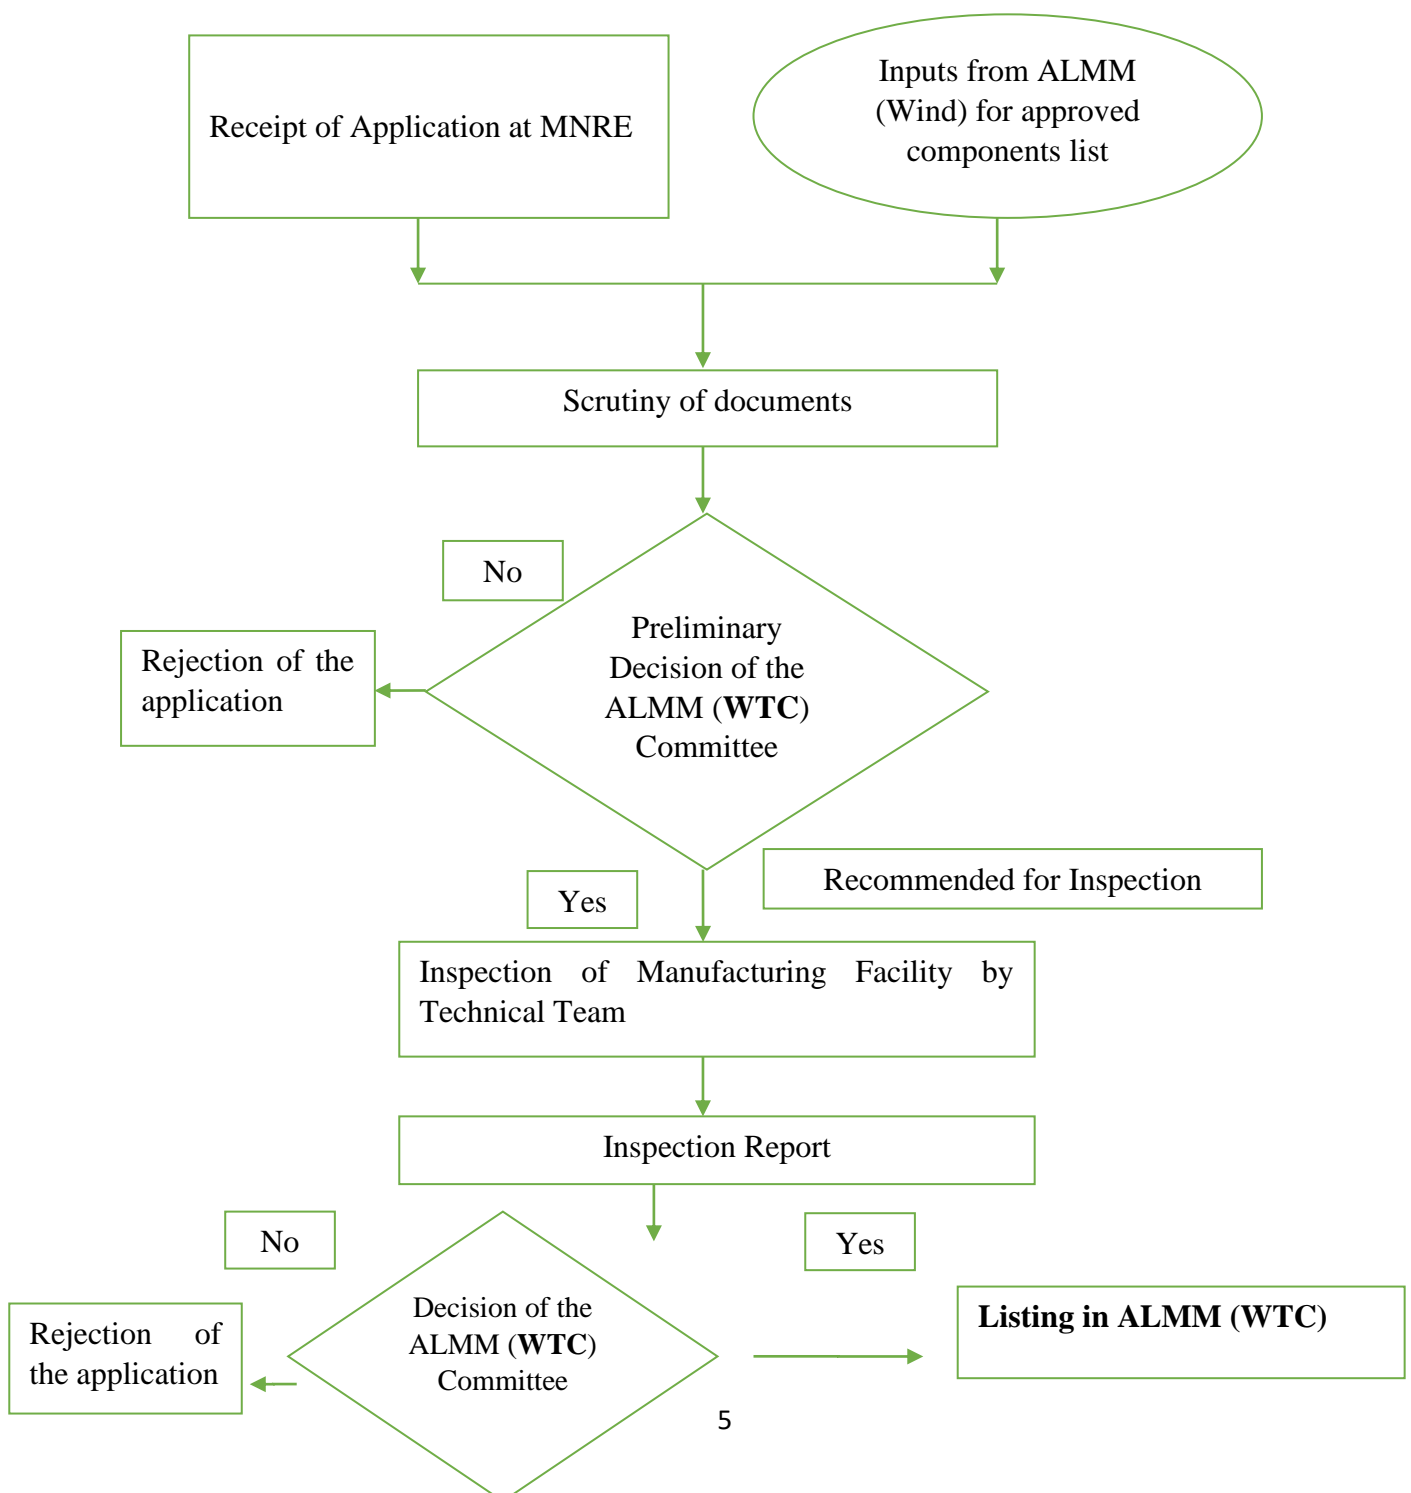 Receipt of Application at MNRE
Inputs from ALMM
(Wind) for approved
components list
Scrutiny of documents
No
Preliminary
Decision of the
ALMM (WTC)
Committee
Rejection of the
application
Recommended for Inspection
Yes
Inspection of Manufacturing Facility by
Technical Team
Inspection Report
No
Yes
Decision of the
ALMM (WTC)
Committee
Listing in ALMM (WTC)
Rejection of
the application
5